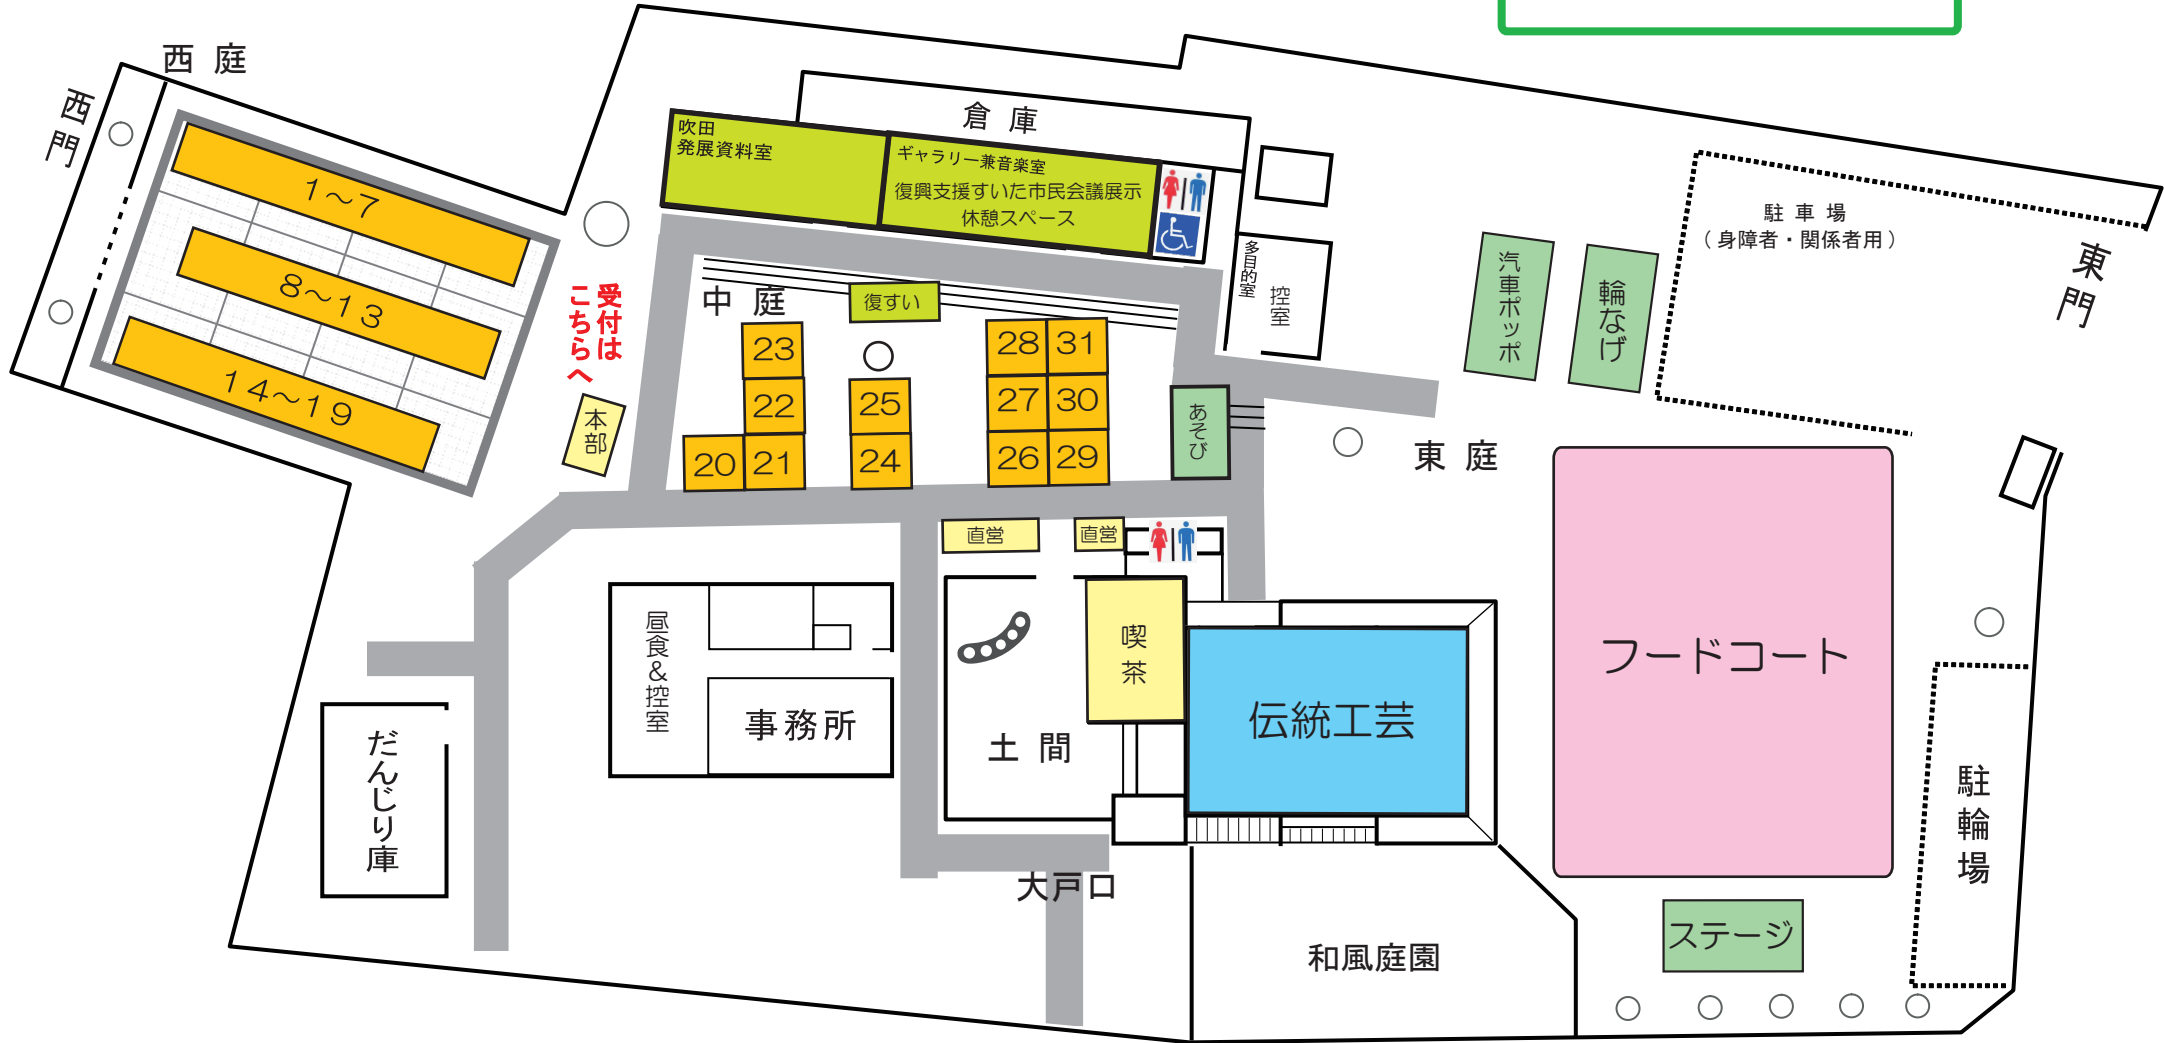 西庭
西門
1～7
8～13
14～19
受付は
こちらへ
本部
倉庫
吹田
発展資料室
ギャラリー兼音楽室
復興支援すいた市民会議展示
休憩スペース
多目的室
控室
中庭
復すい
23
22
20
21
25
24
28
31
27
30
26
29
あそび
汽車ポッポ
輪なげ
駐車場
（身障者・関係者用）
東門
東庭
直営
直営
昼食&控室
事務所
土間
喫茶
伝統工芸
フードコート
だんじり庫
大戸口
和風庭園
ステージ
駐輪場